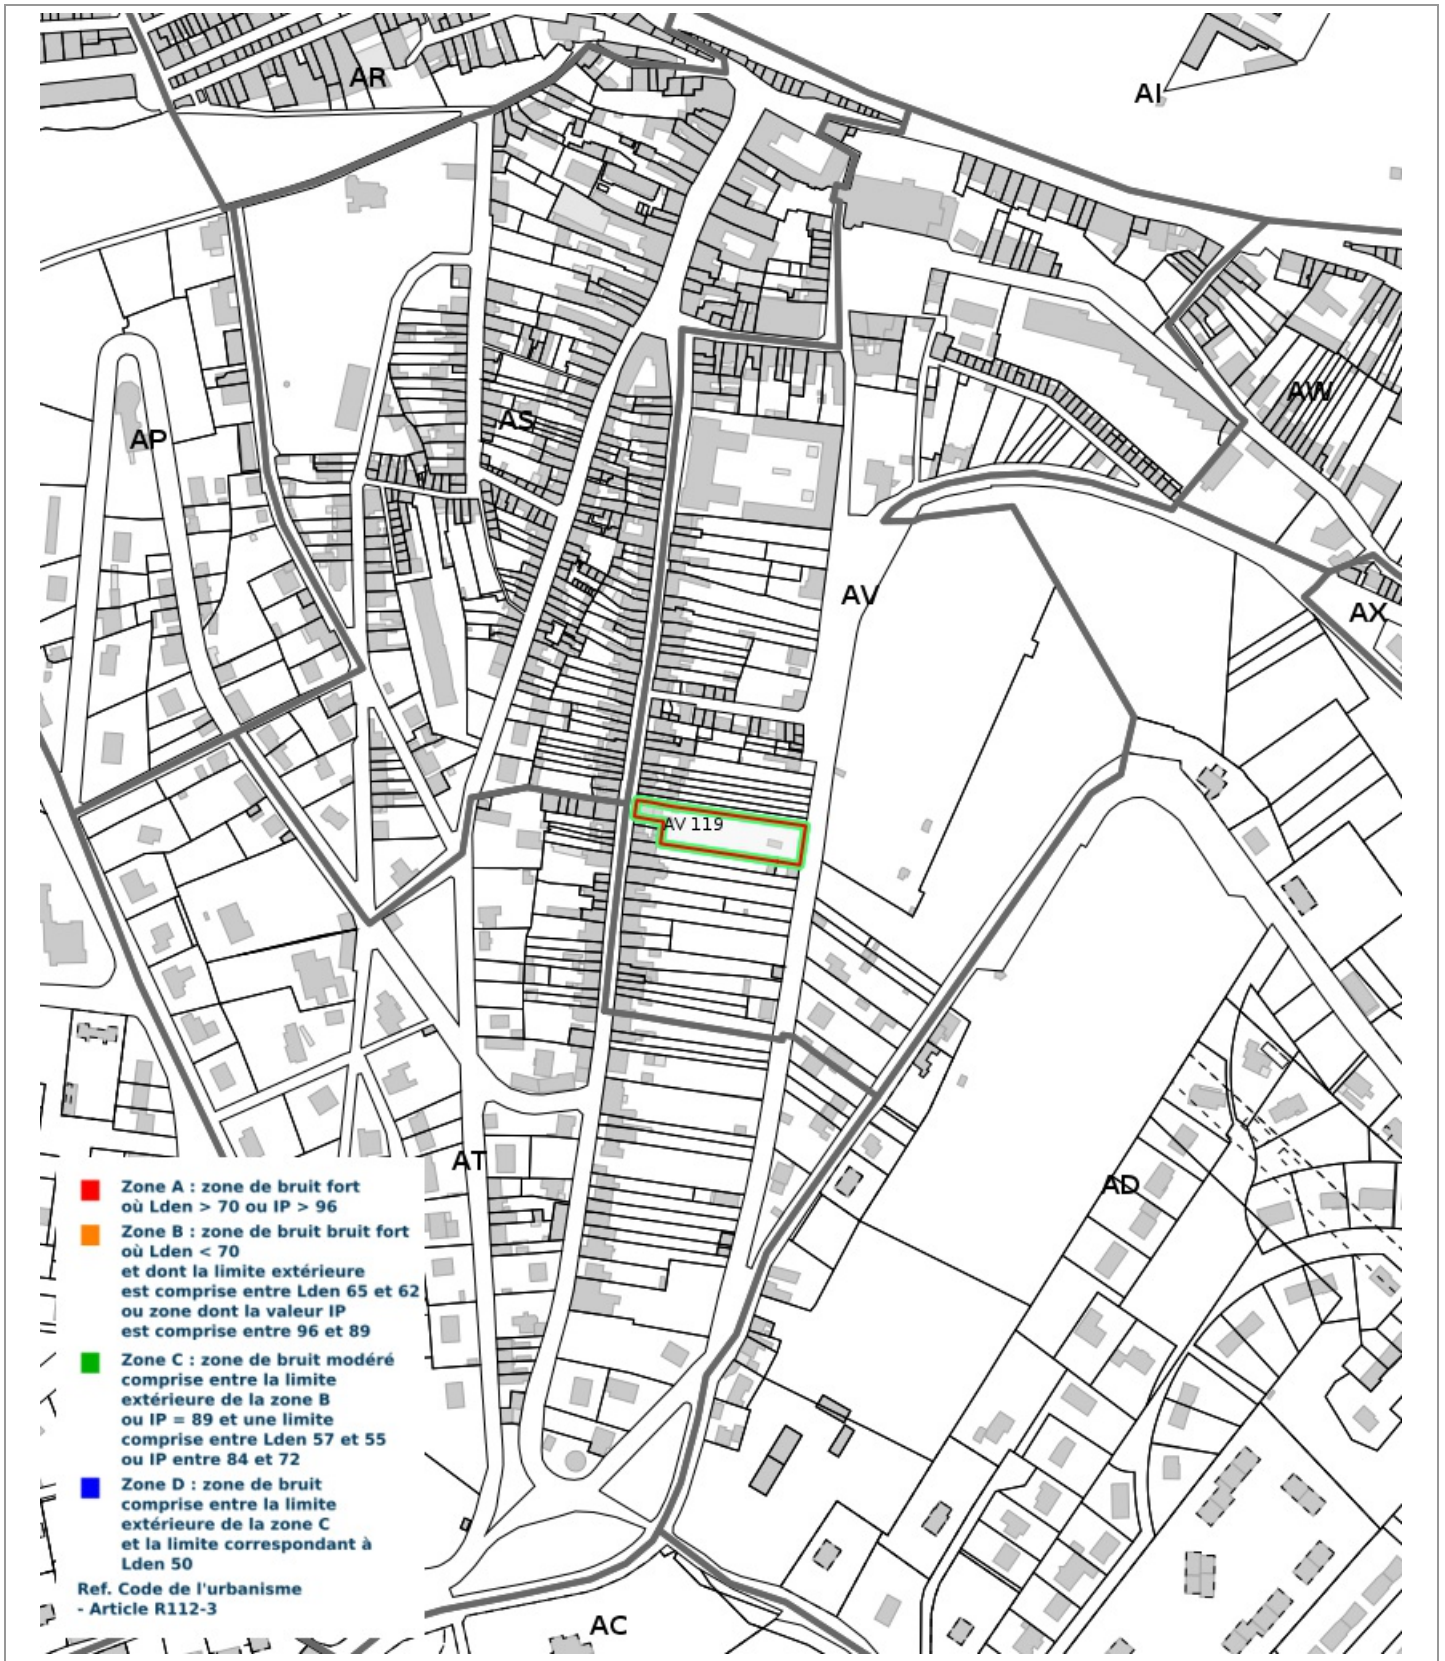 AR
AI
AW
AS
AP
AV
AX
AV 119
AT
AD
Zone A : zone de bruit fort
où Lden > 70 ou IP > 96
Zone B : zone de bruit bruit fort
où Lden < 70
et dont la limite extérieure
est comprise entre Lden 65 et 62
ou zone dont la valeur IP
est comprise entre 96 et 89
Zone C : zone de bruit modéré
comprise entre la limite
extérieure de la zone B
ou IP = 89 et une limite
comprise entre Lden 57 et 55
ou IP entre 84 et 72
Zone D : zone de bruit
comprise entre la limite
extérieure de la zone C
et la limite correspondant à
Lden 50
Ref. Code de l'urbanisme
- Article R112-3
AC